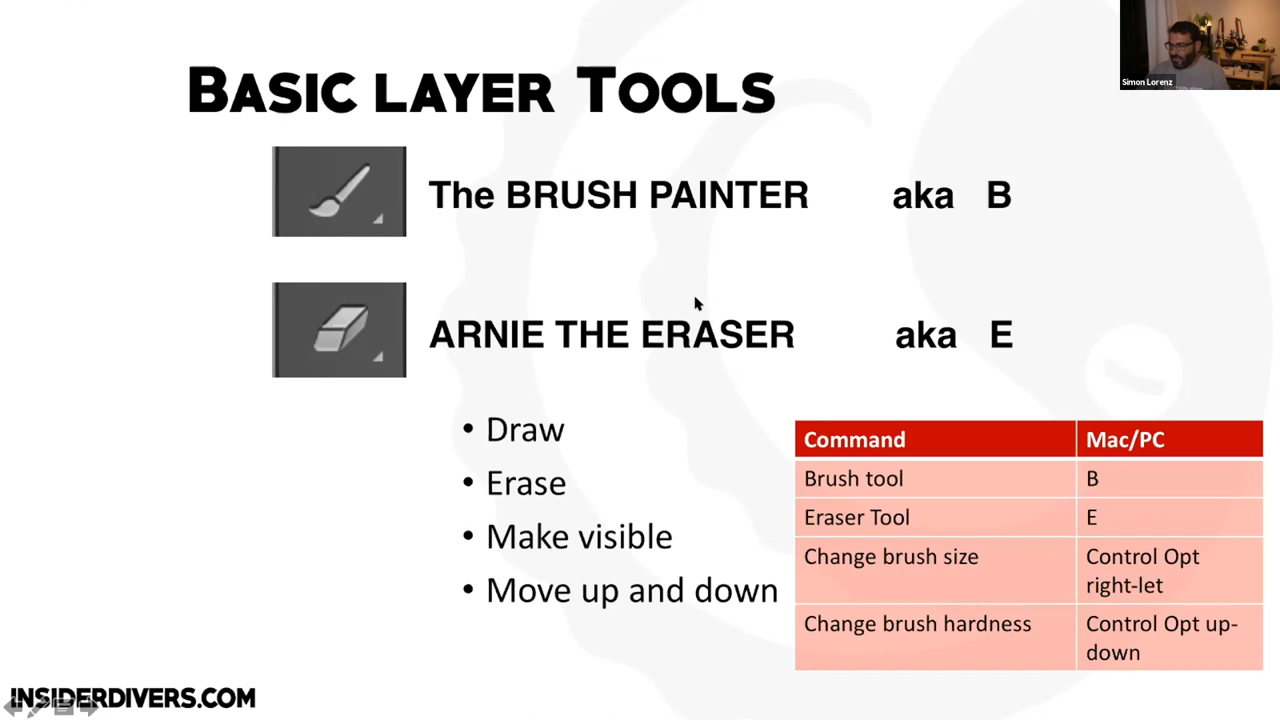 BASIC LAYER TOOLS
Simon Lorenz
The BRUSH PAINTER aka B
ARNIE THE ERASER aka E
• Draw
• Erase
• Make visible
• Move up and down
Command Mac/PC
Brush tool B
Eraser Tool E
Change brush size Control Opt
right-let
Change brush hardness Control Opt up-
down
INSIDERDIVERS.COM